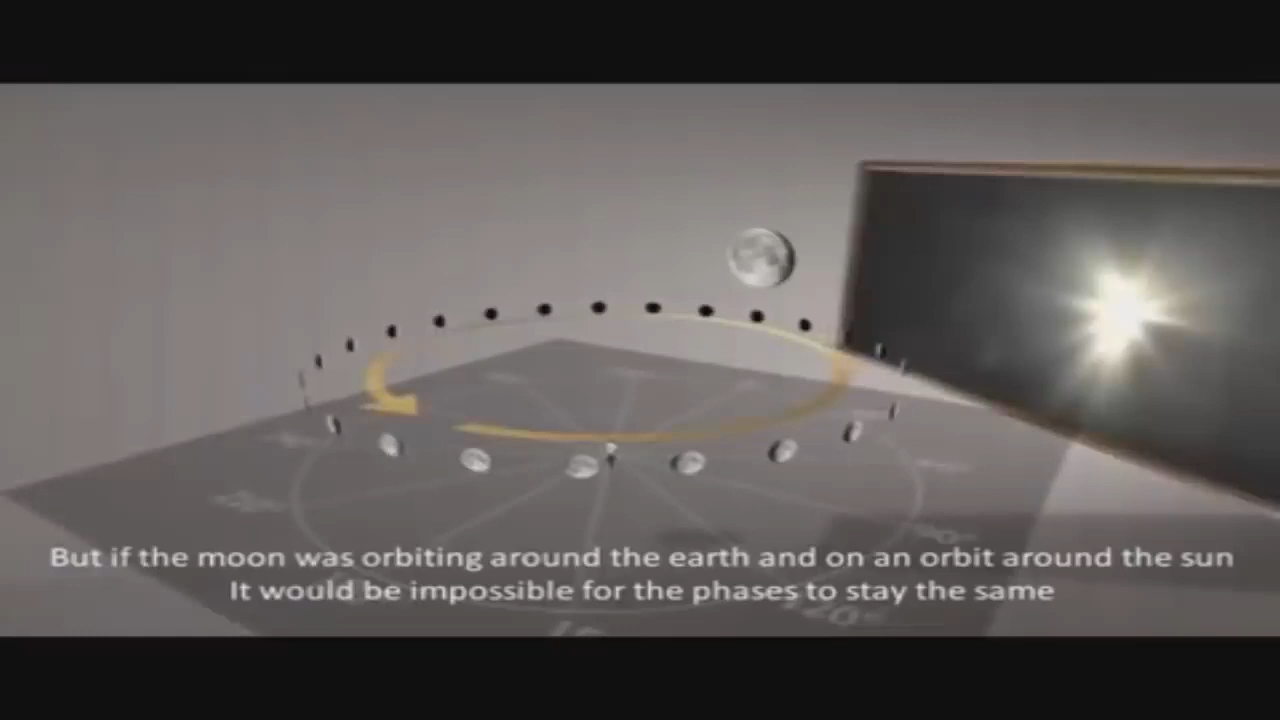 But if the moon was orbiting around the earth and on an orbit around the sun
It would be impossible for the phases to stay the same
120°